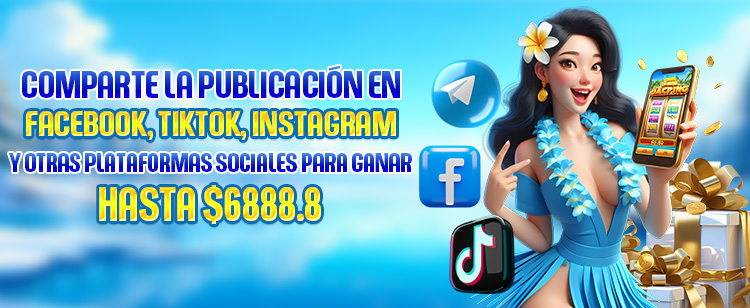 COMPARTE LA PUBLICACIÓN EN
FACEBOOK, TIKTOK, INSTAGRAM
Y OTRAS PLATAFORMAS SOCIALES PARA GANAR
HASTA $6888.8